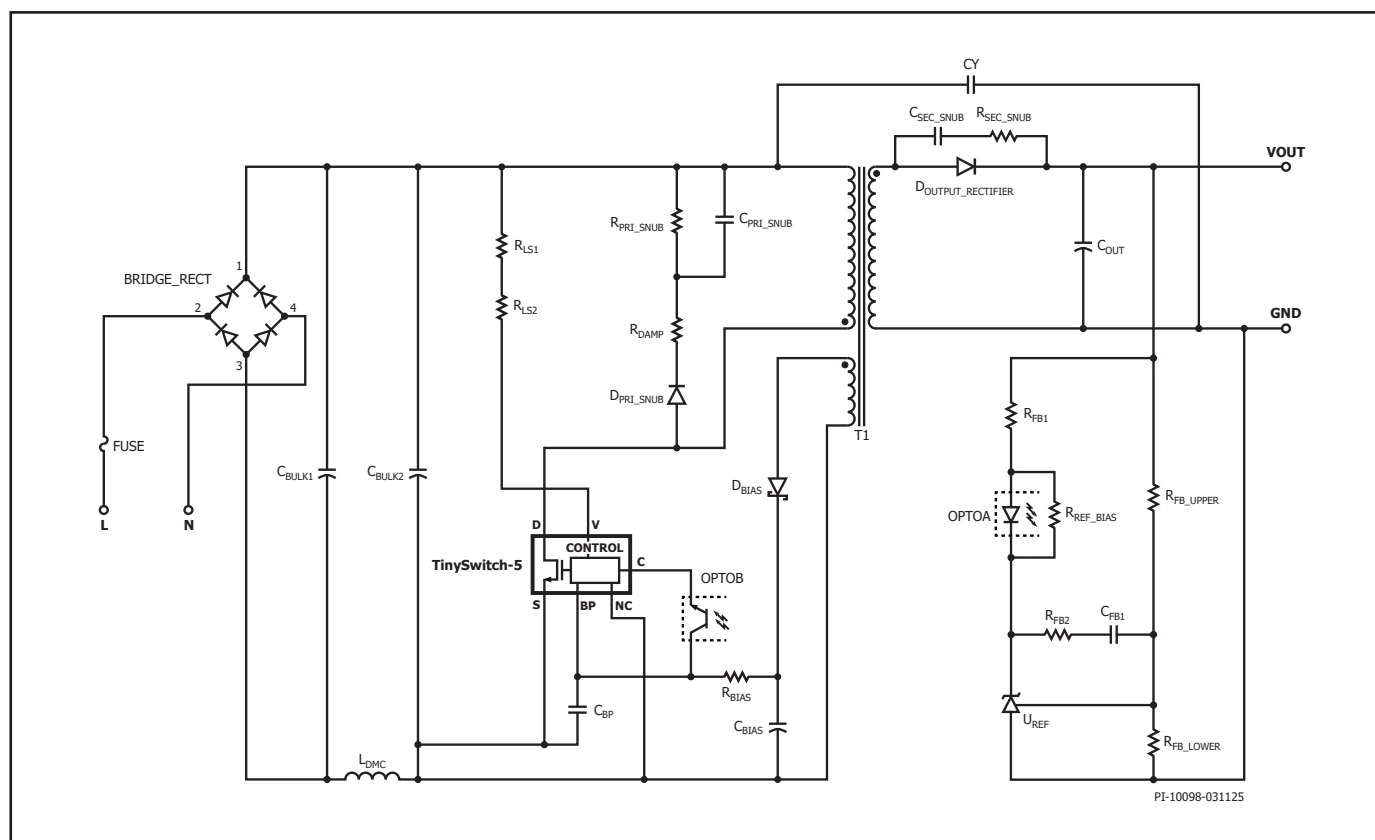 CY
C_SEC_SNUB
R_SEC_SNUB
VOUT
D_OUTPUT_RECTIFIER
R_PRI_SNUB
C_PRI_SNUB
R_LS1
C_OUT
1
BRIDGE_RECT
2
4
R_LS2
GND
R_DAMP
3
D_PRI_SNUB
R_FB1
T1
FUSE
C_BULK1
C_BULK2
D_BIAS
R_FB_UPPER
L
N
OPTOA
R_REF_BIAS
D
V
CONTROL
TinySwitch-5
C
OPTOB
S
BP
NC
R_FB2
C_FB1
R_BIAS
C_BP
C_BIAS
U_REF
R_FB_LOWER
L_DMC
PI-10098-031125